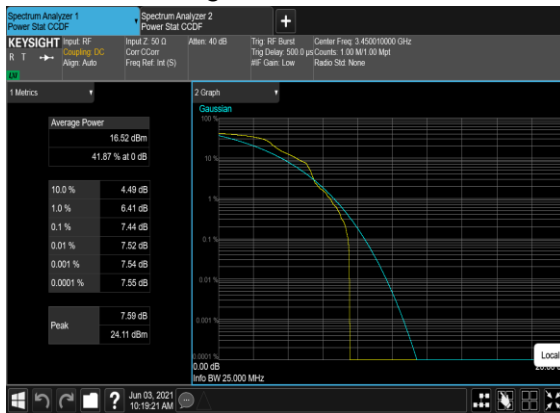 Spectrum Analyzer 1
Power Stat CCDF
Spectrum Analyzer 2
Power Stat CCDF
KEYSIGHT
R T
Input: RF
Coupling: DC
Align: Auto
Input Z: 50 Ω
Corr CCorr
Freq Ref: Int (S)
Atten: 40 dB
Trig: RF Burst
Trig Delay: 500.0 µs
#IF Gain: Low
Center Freq: 3.450010000 GHz
Counts: 1.00 M/1.00 Mpt
Radio Std: None
1 Metrics
2 Graph
Average Power
16.52 dBm
41.87 % at 0 dB
10.0 % 4.49 dB
1.0 % 6.41 dB
0.1 % 7.44 dB
0.01 % 7.52 dB
0.001 % 7.54 dB
0.0001 % 7.55 dB
Peak
7.59 dB
24.11 dBm
Gaussian
100 %
10 %
1 %
0.1 %
0.01 %
0.001 %
0.0001 %
0.00 dB
Info BW 25.000 MHz
Local
?
Jun 03, 2021
10:19:21 AM